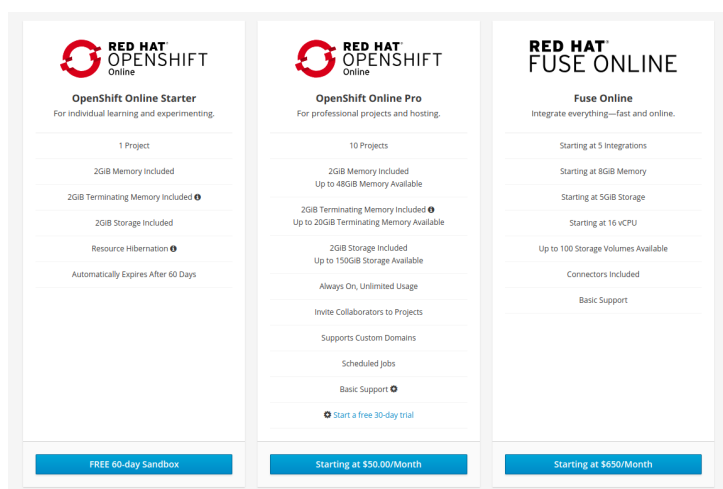 RED HAT®
OPENSHIFT
Online
OpenShift Online Starter
For individual learning and experimenting.
1 Project
2GiB Memory Included
2GiB Terminating Memory Included
2GiB Storage Included
Resource Hibernation
Automatically Expires After 60 Days
FREE 60-day Sandbox
RED HAT®
OPENSHIFT
Online
OpenShift Online Pro
For professional projects and hosting.
10 Projects
2GiB Memory Included
Up to 48GiB Memory Available
2GiB Terminating Memory Included
Up to 20GiB Terminating Memory Available
2GiB Storage Included
Up to 150GiB Storage Available
Always On, Unlimited Usage
Invite Collaborators to Projects
Supports Custom Domains
Scheduled Jobs
Basic Support
Start a free 30-day trial
Starting at $50.00/Month
RED HAT®
FUSE ONLINE
Fuse Online
Integrate everything—fast and online.
Starting at 5 Integrations
Starting at 8GiB Memory
Starting at 5GiB Storage
Starting at 16 vCPU
Up to 100 Storage Volumes Available
Connectors Included
Basic Support
Starting at $650/Month